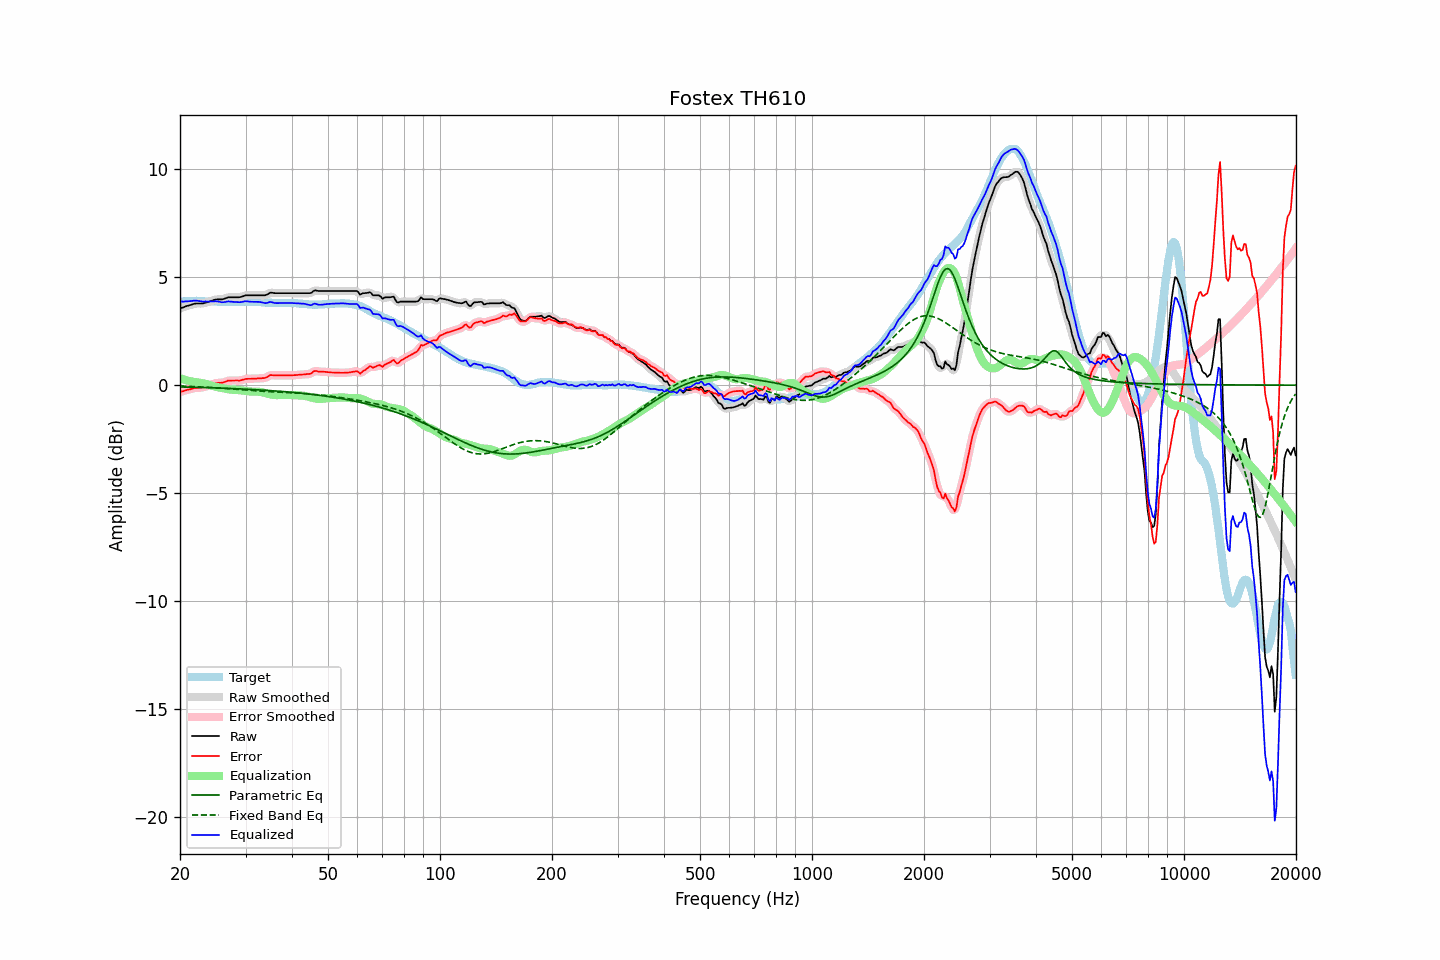 Fostex TH610
Amplitude (dBr)
10
5
0
−5
−10
−15
−20
Target
Raw Smoothed
Error Smoothed
Raw
Error
Equalization
Parametric Eq
Fixed Band Eq
Equalized
20 50 100 200 500 1000 2000 5000 10000 20000
Frequency (Hz)